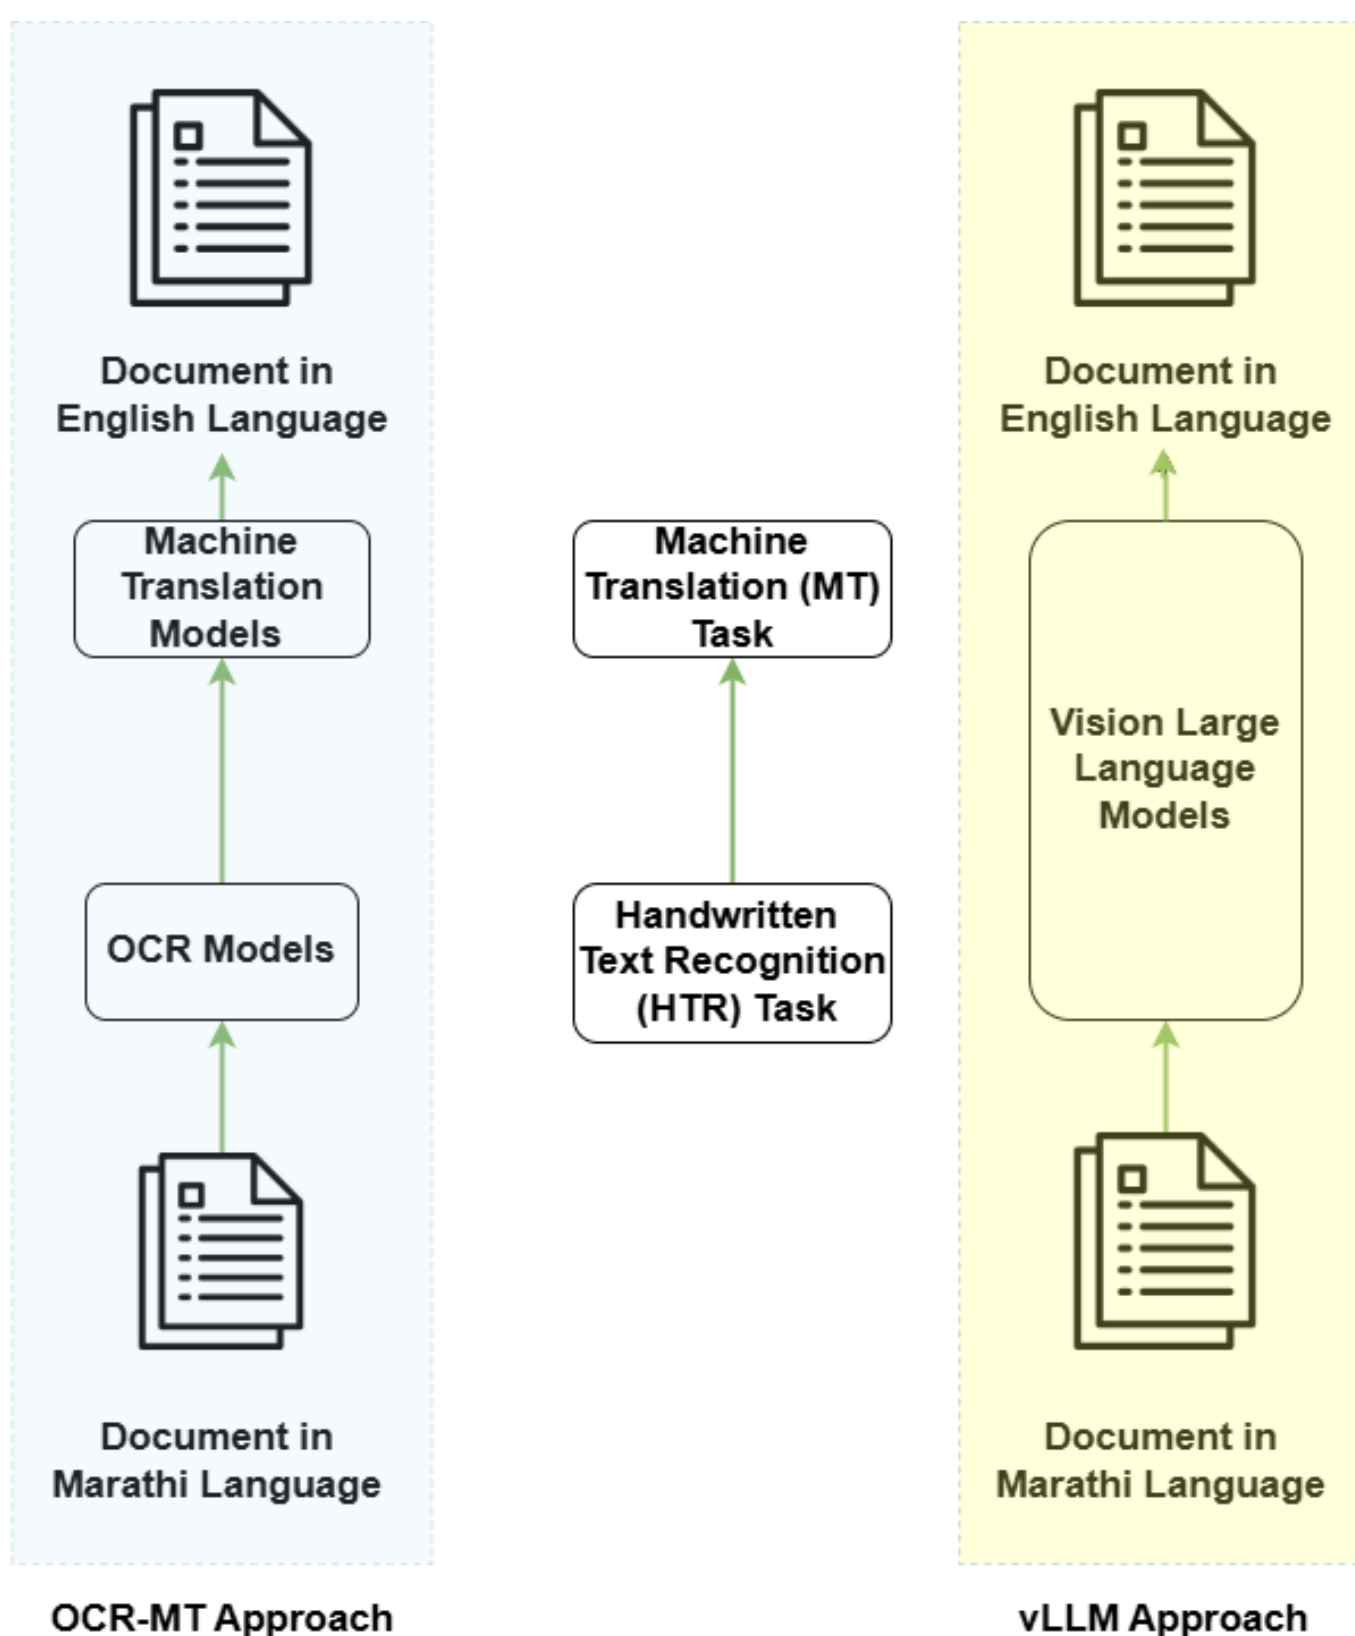 Document in
English Language
Machine
Translation
Models
OCR Models
Document in
Marathi Language
OCR-MT Approach
Machine
Translation (MT)
Task
Handwritten
Text Recognition
(HTR) Task
Document in
English Language
Vision Large
Language
Models
Document in
Marathi Language
vLLM Approach